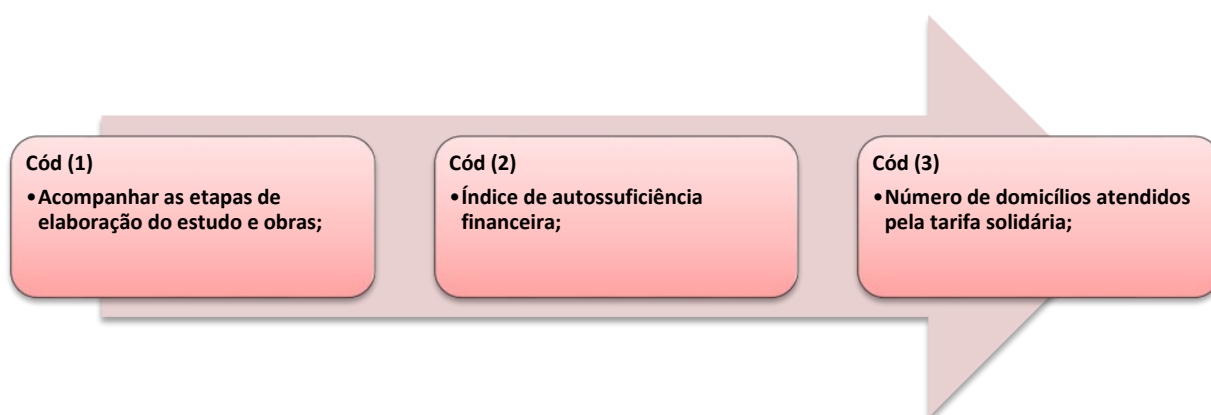 Cód (1)
•Acompanhar as etapas de
elaboração do estudo e obras;
Cód (2)
•Índice de autossuficiência
financeira;
Cód (3)
•Número de domicílios atendidos
pela tarifa solidária;